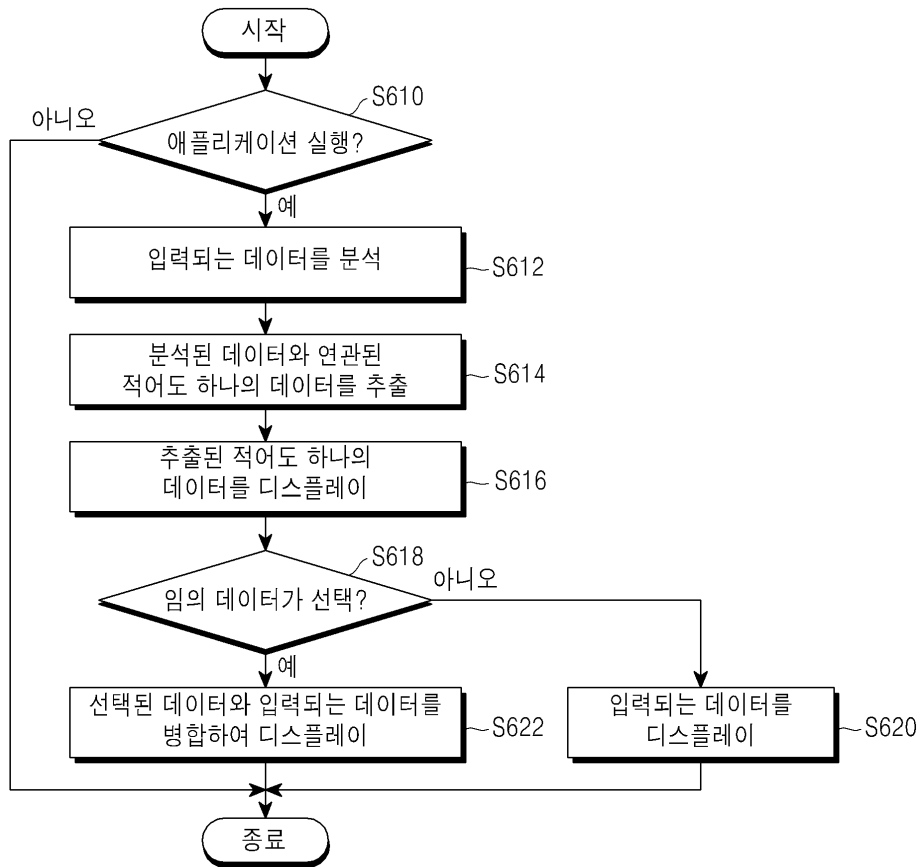 시작
S610
아니오
애플리케이션 실행?
예
입력되는 데이터를 분석
S612
분석된 데이터와 연관된
적어도 하나의 데이터를 추출
S614
추출된 적어도 하나의
데이터를 디스플레이
S616
S618
아니오
임의 데이터가 선택?
예
선택된 데이터와 입력되는 데이터를
병합하여 디스플레이
S622
입력되는 데이터를
디스플레이
S620
종료